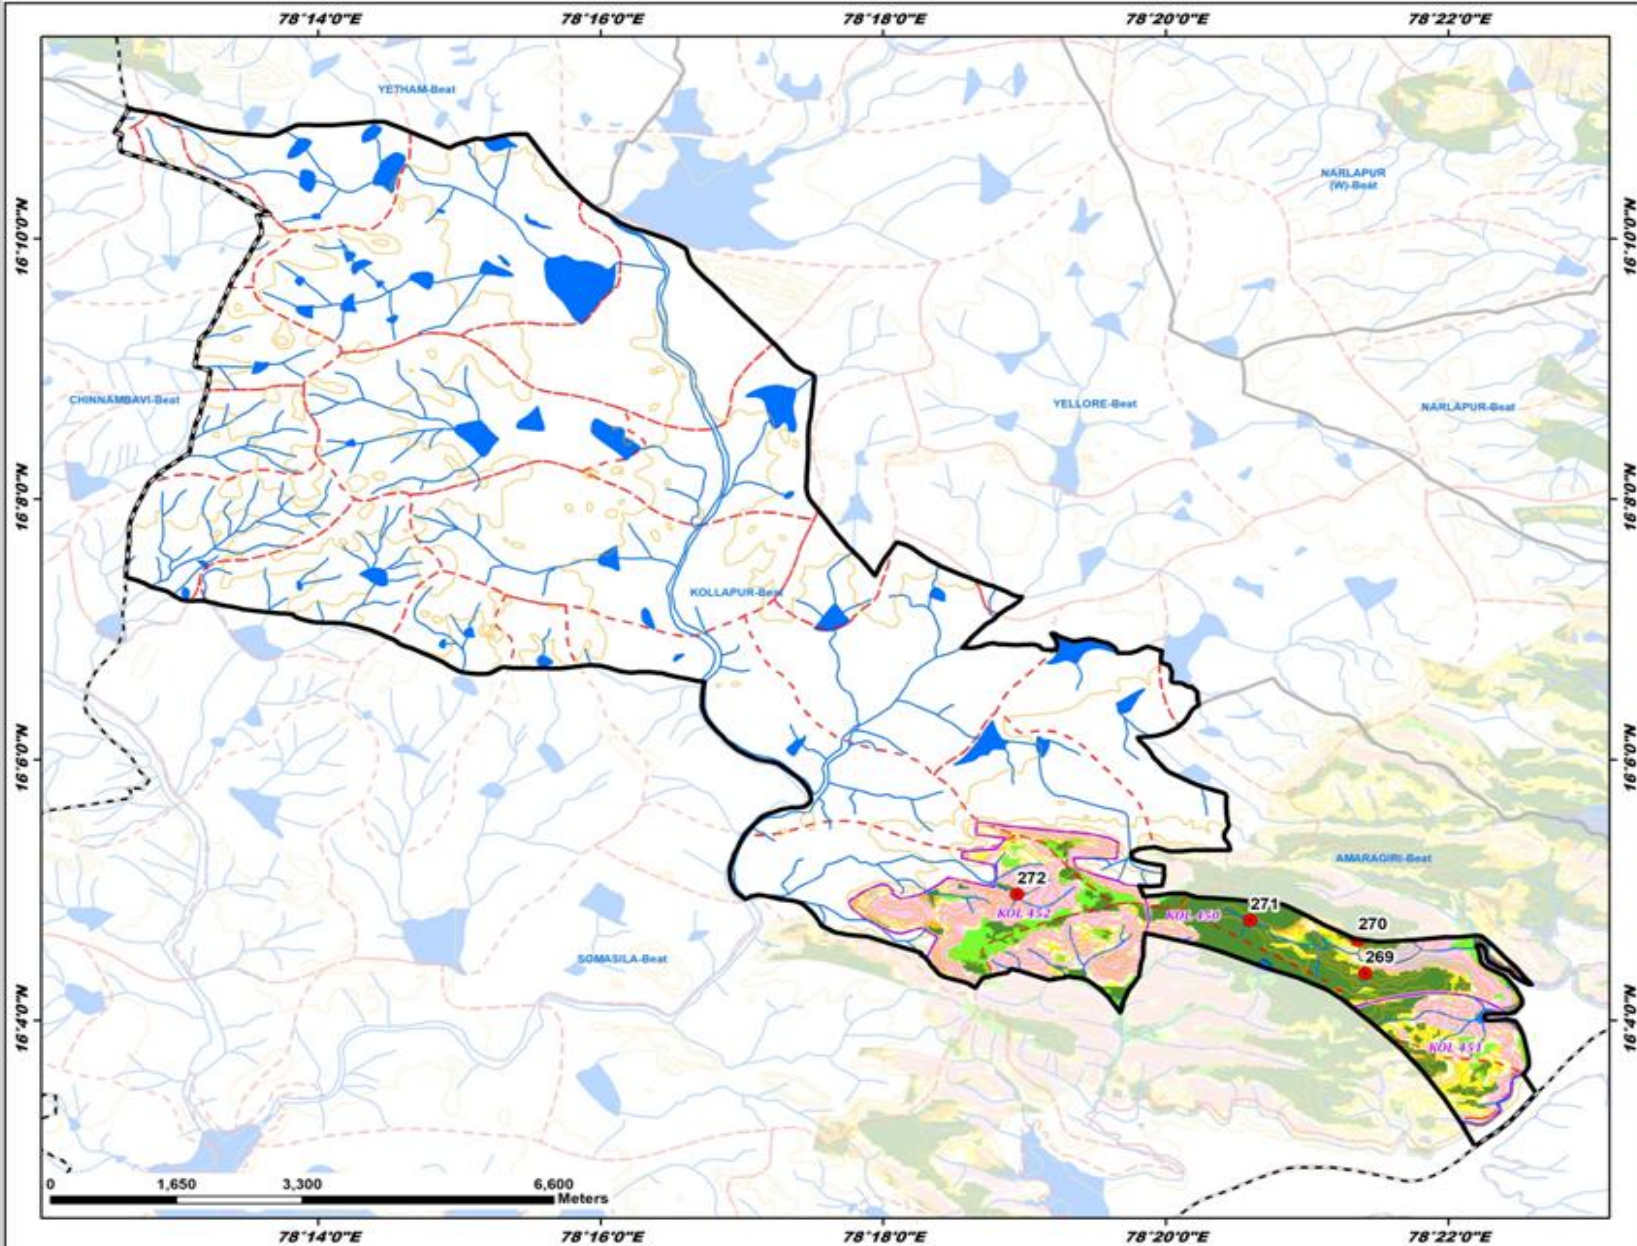 78°14'0"E 78°16'0"E 78°18'0"E 78°20'0"E 78°22'0"E
YETHAM-Beat
NARLAPUR
(W)-Beat
16°10'0"N 16°10'0"N
CHINNAMBAVI-Beat YELLORE-Beat NARLAPUR-Beat
16°8'0"N 16°8'0"N
KOLLAPUR-Beat
16°6'0"N 16°6'0"N
AMARAGIRI-Beat
272
KOL 452
271
KOL 450
270
269
SOMASILA-Beat
16°4'0"N 16°4'0"N
KOL 451
0 1,650 3,300 6,600
Meters
78°14'0"E 78°16'0"E 78°18'0"E 78°20'0"E 78°22'0"E